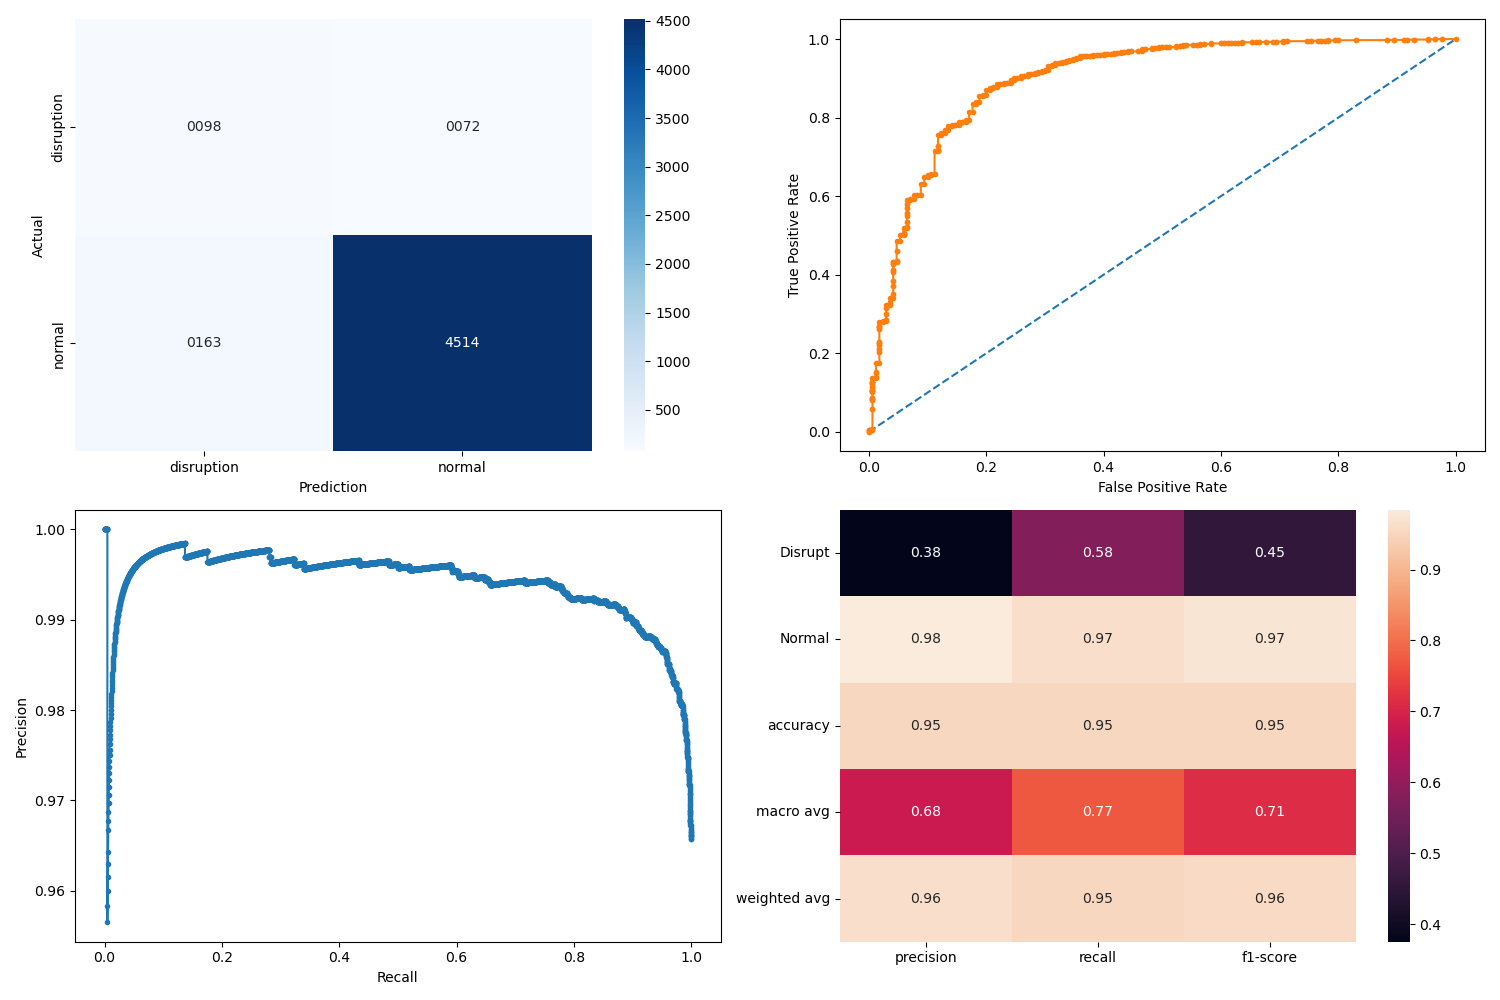 disruption
normal
Actual
0098
0072
0163
4514
disruption
normal
Prediction
4500
4000
3500
3000
2500
2000
1500
1000
500
True Positive Rate
1.0
0.8
0.6
0.4
0.2
0.0
0.0
0.2
0.4
0.6
0.8
1.0
False Positive Rate
Precision
1.00
0.99
0.98
0.97
0.96
0.0
0.2
0.4
0.6
0.8
1.0
Recall
Disrupt 0.38 0.58 0.45
Normal 0.98 0.97 0.97
accuracy 0.95 0.95 0.95
macro avg 0.68 0.77 0.71
weighted avg 0.96 0.95 0.96
precision recall f1-score
0.9
0.8
0.7
0.6
0.5
0.4